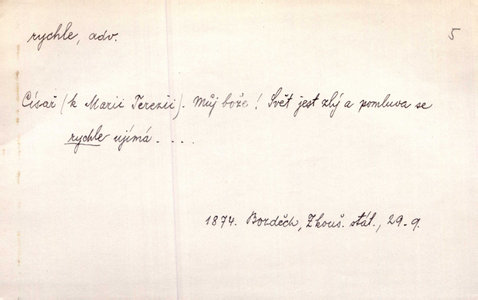 rychle, adv.
5
Císař (k Marii Terezii). Můj bože! Svět jest zlý a pomluva se
rychle ujímá . . . .
1874. Bozděch, Zkouš. stát., 29-9.